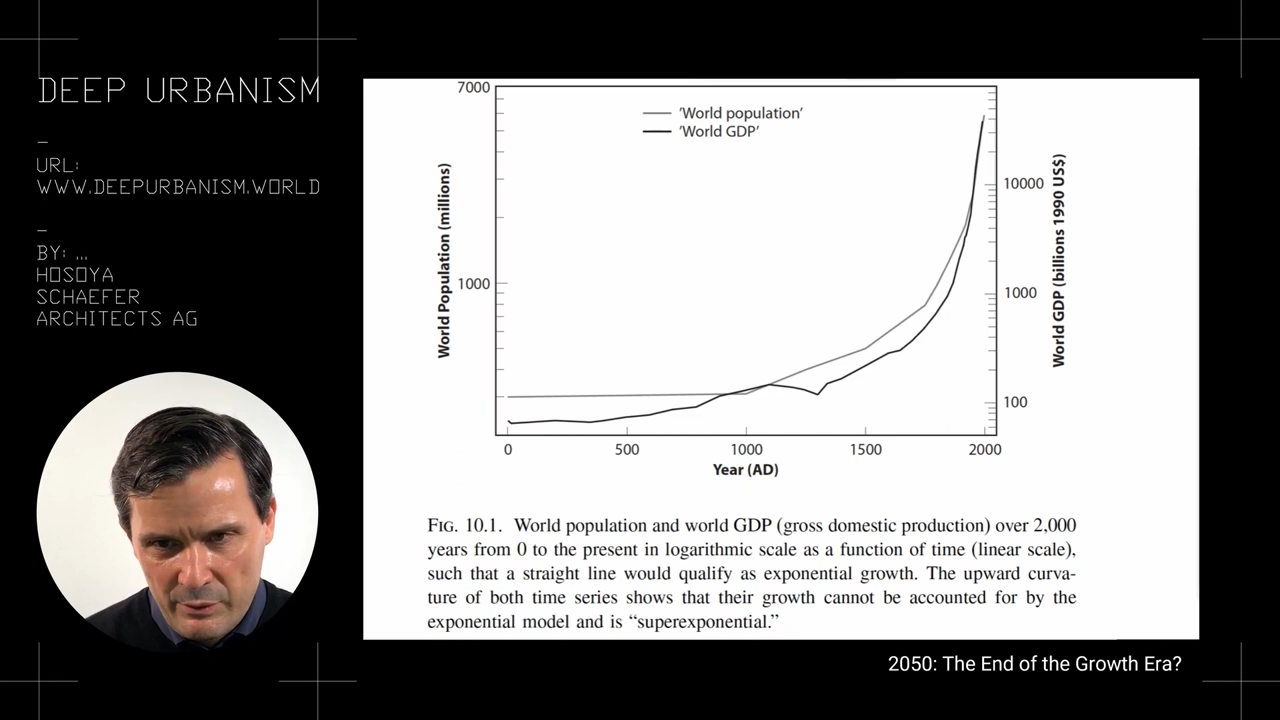 DEEP URBANISM
–
URL:
WWW.DEEPURBANISM.WORLD
–
BY: ...
HOSOYA
SCHAEFER
ARCHITECTS AG
7000
1000
World Population (millions)
'World population'
'World GDP'
10000
1000
100
World GDP (billions 1990 US$)
0 500 1000 1500 2000
Year (AD)
FIG. 10.1. World population and world GDP (gross domestic production) over 2,000
years from 0 to the present in logarithmic scale as a function of time (linear scale),
such that a straight line would qualify as exponential growth. The upward curva-
ture of both time series shows that their growth cannot be accounted for by the
exponential model and is “superexponential.”
2050: The End of the Growth Era?